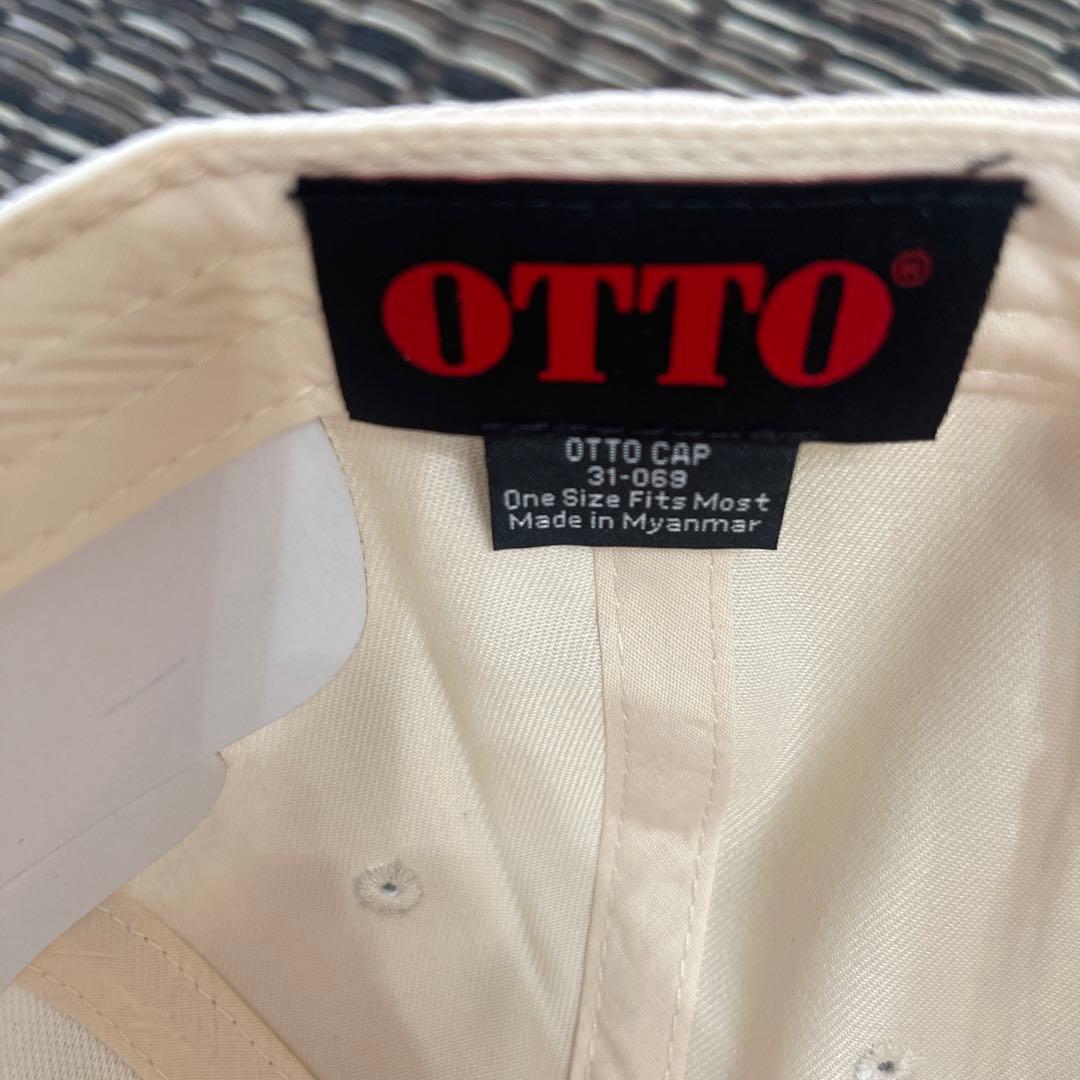 OTTO®
OTTO CAP
31-069
One Size Fits Most
Made in Myanmar